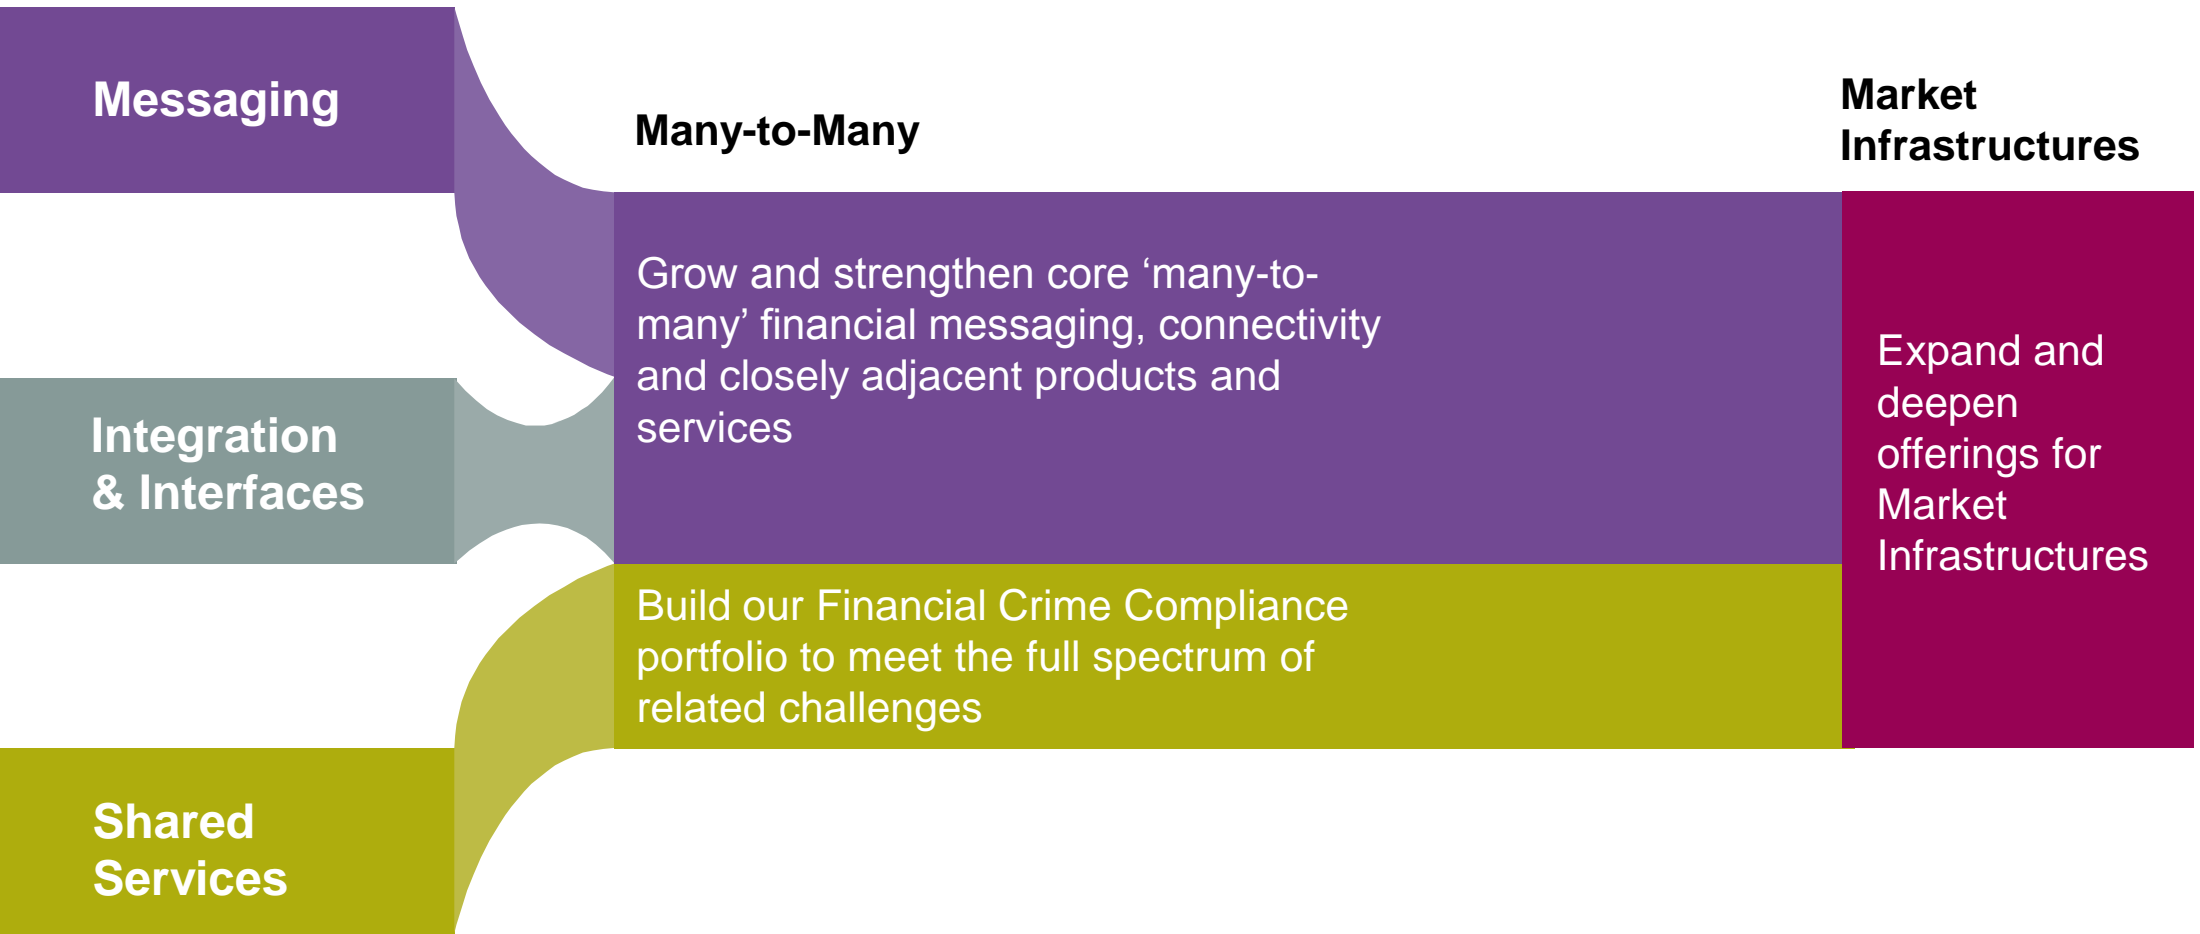 Messaging
Integration
& Interfaces
Shared
Services
Many-to-Many
Grow and strengthen core ‘many-to-
many’ financial messaging, connectivity
and closely adjacent products and
services
Build our Financial Crime Compliance
portfolio to meet the full spectrum of
related challenges
Market
Infrastructures
Expand and
deepen
offerings for
Market
Infrastructures